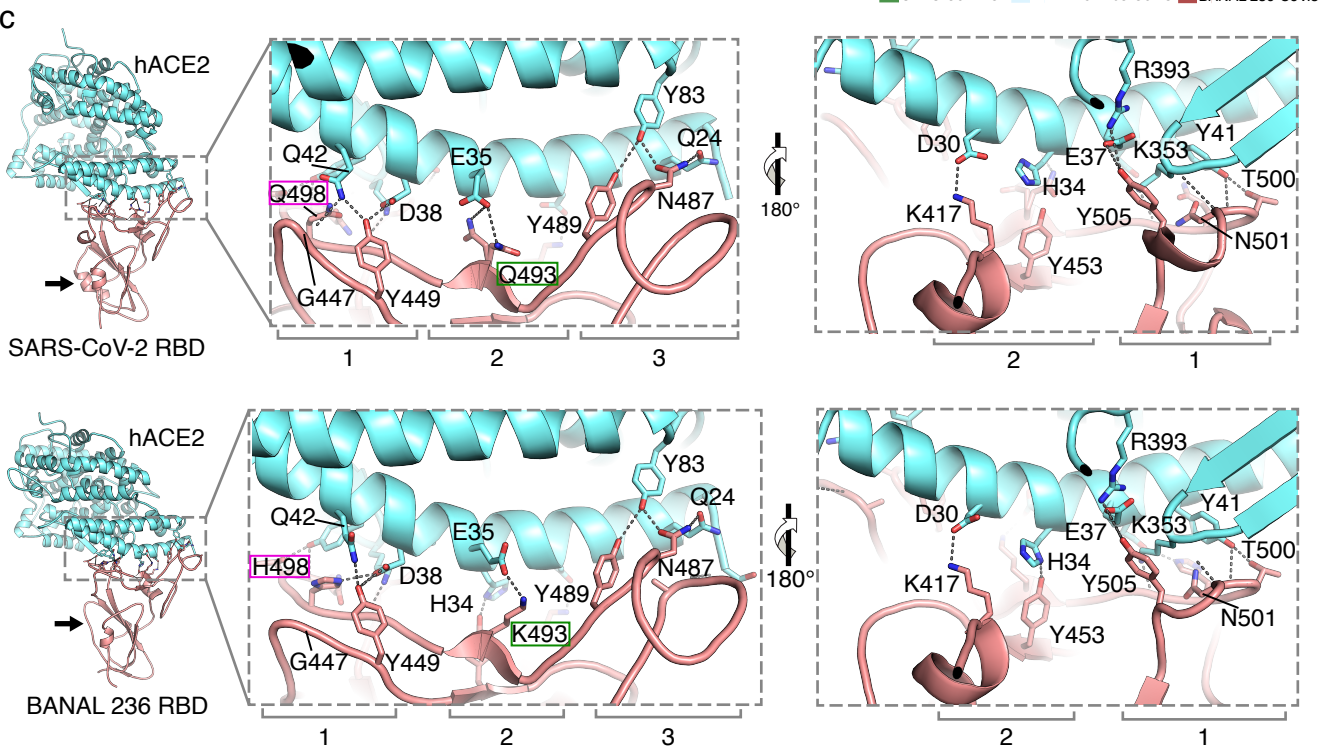 C
hACE2
SARS-CoV-2 RBD
Q42
Q498
G447
Y449
D38
E35
Q493
Y489
Y83
Q24
N487
1
2
3
180°
D30
K417
H34
Y453
R393
E37
K353
Y41
T500
Y505
N501
2
1
hACE2
BANAL 236 RBD
Q42
H498
G447
Y449
D38
E35
H34
K493
Y489
Y83
Q24
N487
1
2
3
180°
D30
K417
H34
Y453
R393
E37
K353
Y41
T500
Y505
N501
2
1